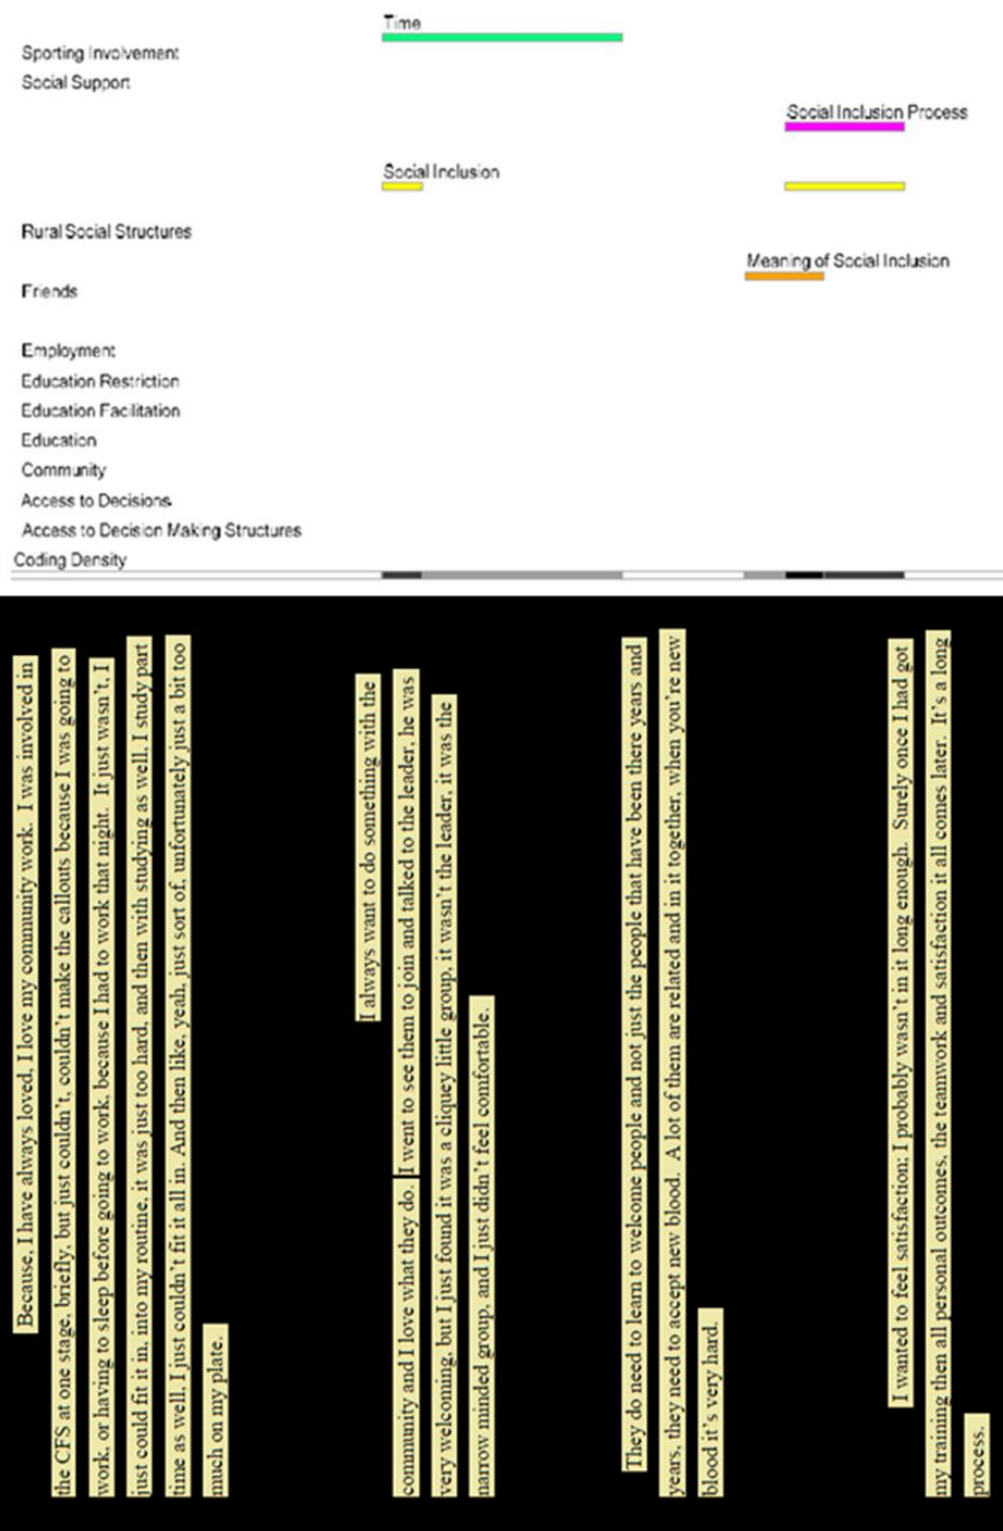 Time
Sporting Involvement
Social Support
Social Inclusion Process
Social Inclusion
Rural Social Structures
Meaning of Social Inclusion
Friends
Employment
Education Restriction
Education Facilitation
Education
Community
Access to Decisions
Access to Decision Making Structures
Coding Density
Because, I have always loved, I love my community work.  I was involved in
the CFS at one stage, briefly, but just couldn't, couldn't make the callouts because I was going to
work, or having to sleep before going to work, because I had to work that night.  It just wasn't, I
just could fit it in, into my routine, it was just too hard, and then with studying as well, I study part
time as well, I just couldn't fit it all in.  And then like, yeah, just sort of, unfortunately just a bit too
much on my plate.
I always want to do something with the
community and I love what they do.  I went to see them to join and talked to the leader, he was
very welcoming, but I just found it was a cliquey little group, it wasn't the leader, it was the
narrow minded group, and I just didn't feel comfortable.
They do need to learn to welcome people and not just the people that have been there years and
years, they need to accept new blood.  A lot of them are related and in it together, when you're new
blood it's very hard.
I wanted to feel satisfaction; I probably wasn't in it long enough.  Surely once I had got
my training then all personal outcomes, the teamwork and satisfaction it all comes later.  It's a long
process.